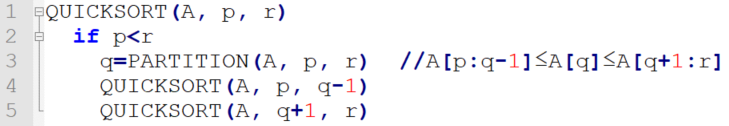 1 QUICKSORT(A, p, r)
2 if p<r
3 q=PARTITION(A, p, r) //A[p:q-1]≤A[q]≤A[q+1:r]
4 QUICKSORT(A, p, q-1)
5 QUICKSORT(A, q+1, r)